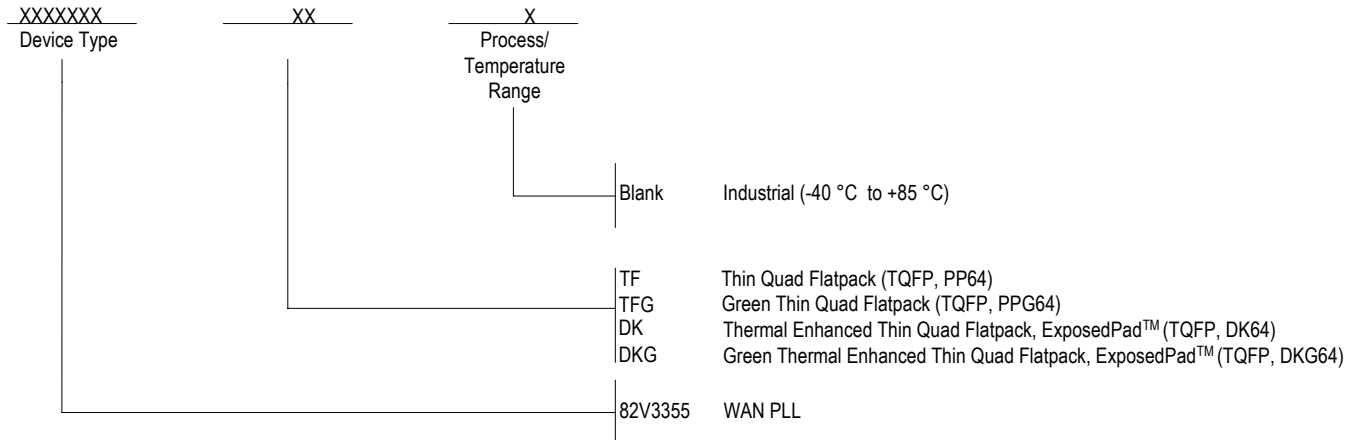 XXXXXXX XX X
Device Type Process/
Temperature
Range
Blank Industrial (-40 °C to +85 °C)
TF Thin Quad Flatpack (TQFP, PP64)
TFG Green Thin Quad Flatpack (TQFP, PPG64)
DK Thermal Enhanced Thin Quad Flatpack, ExposedPad™ (TQFP, DK64)
DKG Green Thermal Enhanced Thin Quad Flatpack, ExposedPad™ (TQFP, DKG64)
82V3355 WAN PLL